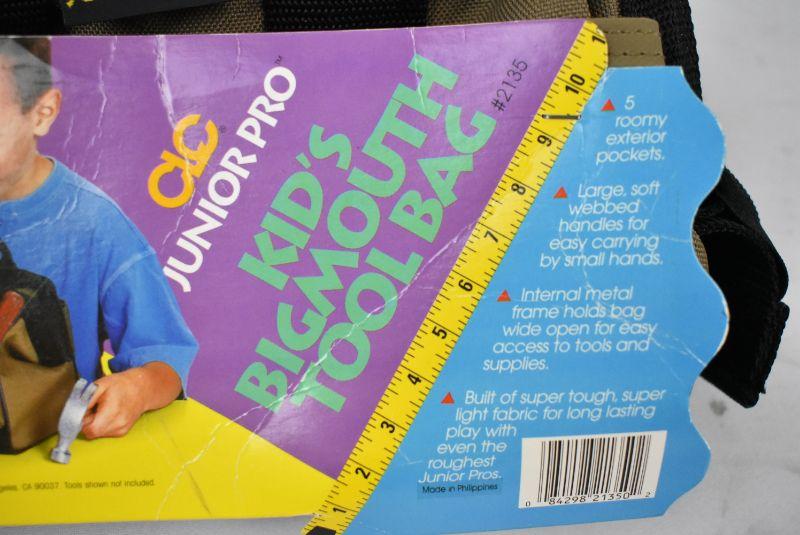 CLC®
JUNIOR PRO™
KID'S
BIGMOUTH
TOOL BAG
#2135
10
9
8
7
6
5
4
3
2
1
5
roomy
exterior
pockets.
Large, soft
webbed
handles for
easy carrying
by small hands.
Internal metal
frame holds bag
wide open for easy
access to tools and
supplies.
Built of super tough, super
light fabric for long lasting
play with
even the
roughest
Junior Pros.
Made in Philippines
0 84298 21350 2
CA 90037 Tools shown not included.